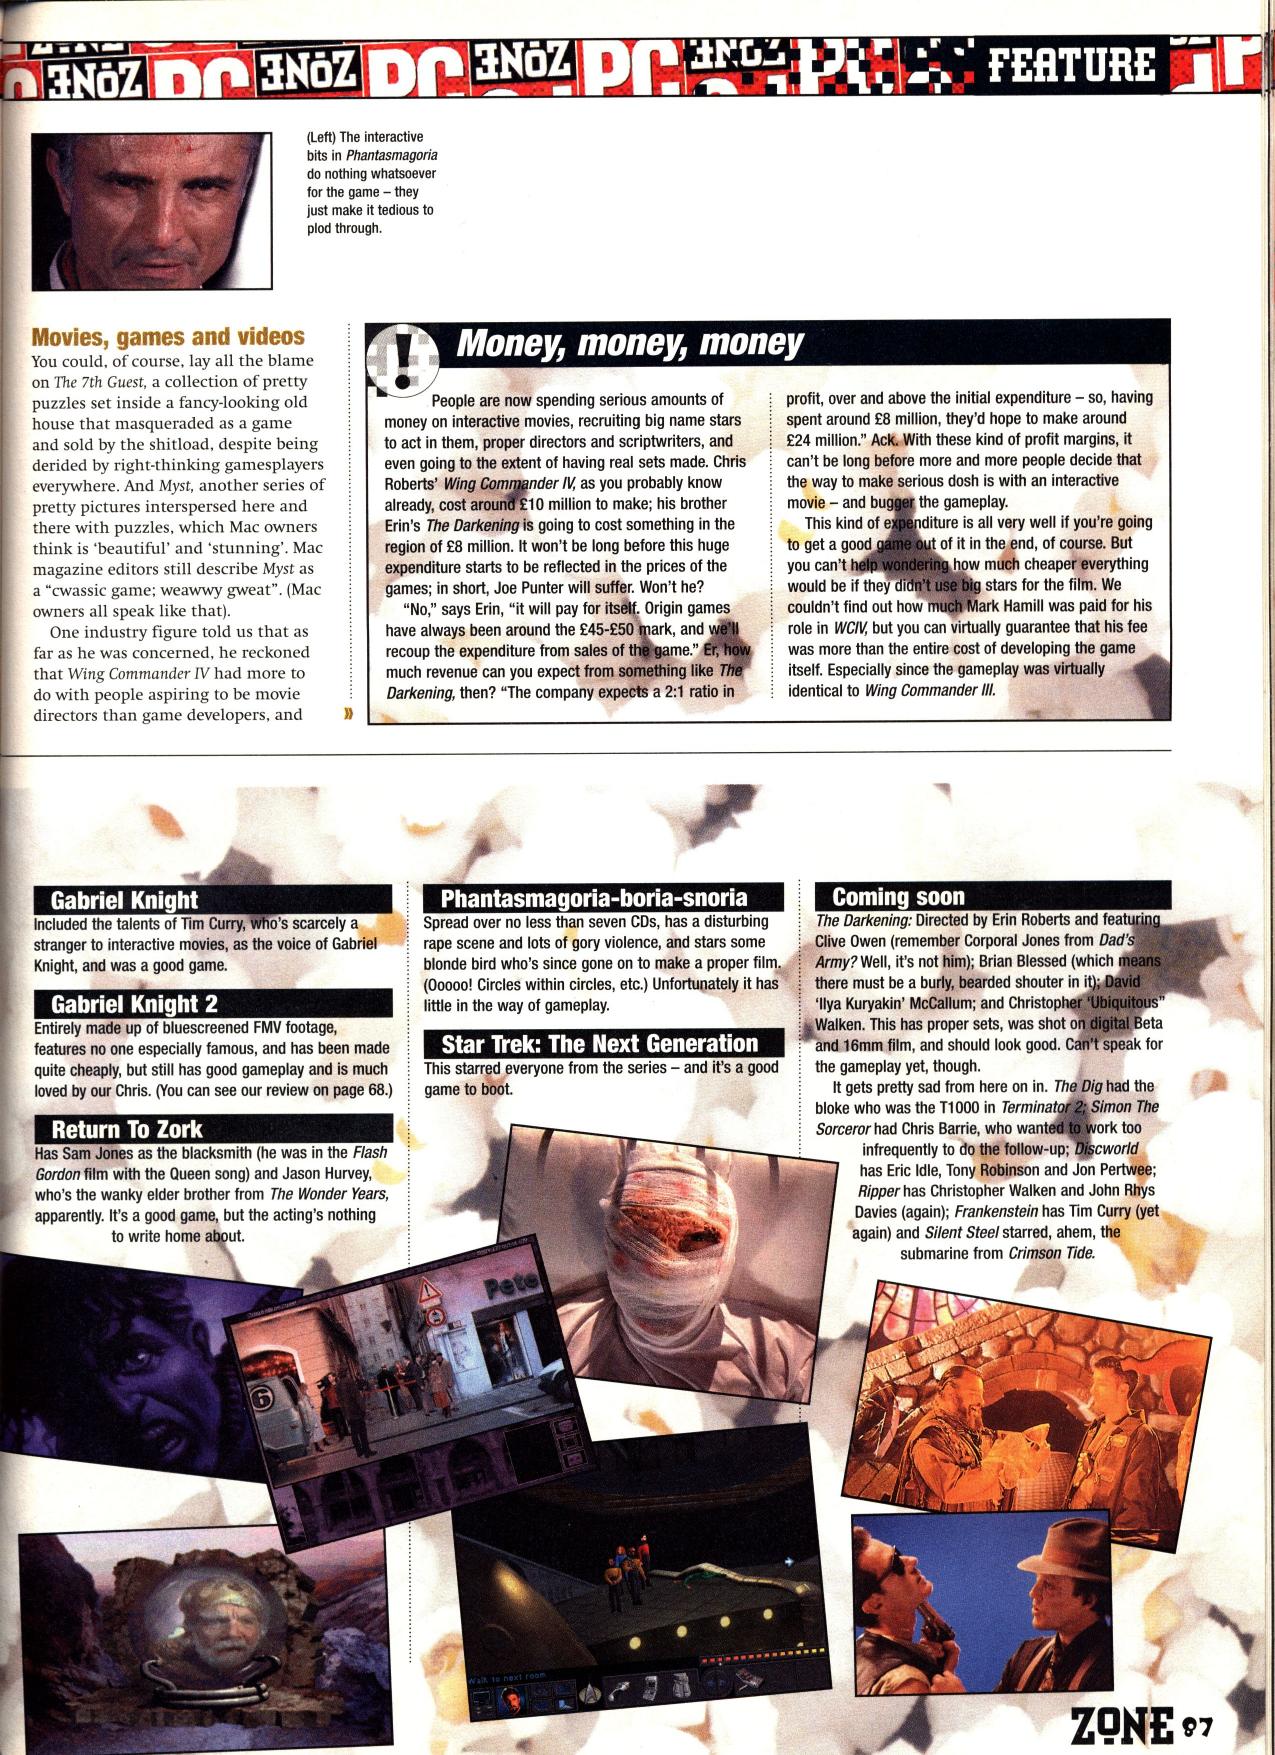 ZONE PC ZONE PC ZONE PC ZONE PC
FEATURE
(Left) The interactive
bits in Phantasmagoria
do nothing whatsoever
for the game – they
just make it tedious to
plod through.
Movies, games and videos
You could, of course, lay all the blame
on The 7th Guest, a collection of pretty
puzzles set inside a fancy-looking old
house that masqueraded as a game
and sold by the shitload, despite being
derided by right-thinking gamesplayers
everywhere. And Myst, another series of
pretty pictures interspersed here and
there with puzzles, which Mac owners
think is ‘beautiful’ and ‘stunning’. Mac
magazine editors still describe Myst as
a “cwassic game; weawwy gweat”. (Mac
owners all speak like that).
One industry figure told us that as
far as he was concerned, he reckoned
that Wing Commander IV had more to
do with people aspiring to be movie
directors than game developers, and
»
! Money, money, money
People are now spending serious amounts of
money on interactive movies, recruiting big name stars
to act in them, proper directors and scriptwriters, and
even going to the extent of having real sets made. Chris
Roberts’ Wing Commander IV, as you probably know
already, cost around £10 million to make; his brother
Erin’s The Darkening is going to cost something in the
region of £8 million. It won’t be long before this huge
expenditure starts to be reflected in the prices of the
games; in short, Joe Punter will suffer. Won’t he?
“No,” says Erin, “it will pay for itself. Origin games
have always been around the £45-£50 mark, and we’ll
recoup the expenditure from sales of the game.” Er, how
much revenue can you expect from something like The
Darkening, then? “The company expects a 2:1 ratio in
profit, over and above the initial expenditure – so, having
spent around £8 million, they’d hope to make around
£24 million.” Ack. With these kind of profit margins, it
can’t be long before more and more people decide that
the way to make serious dosh is with an interactive
movie – and bugger the gameplay.
This kind of expenditure is all very well if you’re going
to get a good game out of it in the end, of course. But
you can’t help wondering how much cheaper everything
would be if they didn’t use big stars for the film. We
couldn’t find out how much Mark Hamill was paid for his
role in WCIV, but you can virtually guarantee that his fee
was more than the entire cost of developing the game
itself. Especially since the gameplay was virtually
identical to Wing Commander III.
Gabriel Knight
Included the talents of Tim Curry, who’s scarcely a
stranger to interactive movies, as the voice of Gabriel
Knight, and was a good game.
Gabriel Knight 2
Entirely made up of bluescreened FMV footage,
features no one especially famous, and has been made
quite cheaply, but still has good gameplay and is much
loved by our Chris. (You can see our review on page 68.)
Return To Zork
Has Sam Jones as the blacksmith (he was in the Flash
Gordon film with the Queen song) and Jason Hurvey,
who’s the wanky elder brother from The Wonder Years,
apparently. It’s a good game, but the acting’s nothing
to write home about.
Phantasmagoria-boria-snoria
Spread over no less than seven CDs, has a disturbing
rape scene and lots of gory violence, and stars some
blonde bird who’s since gone on to make a proper film.
(Ooooo! Circles within circles, etc.) Unfortunately it has
little in the way of gameplay.
Star Trek: The Next Generation
This starred everyone from the series – and it’s a good
game to boot.
Coming soon
The Darkening: Directed by Erin Roberts and featuring
Clive Owen (remember Corporal Jones from Dad’s
Army? Well, it’s not him); Brian Blessed (which means
there must be a burly, bearded shouter in it); David
‘Ilya Kuryakin’ McCallum; and Christopher ‘Ubiquitous”
Walken. This has proper sets, was shot on digital Beta
and 16mm film, and should look good. Can’t speak for
the gameplay yet, though.
It gets pretty sad from here on in. The Dig had the
bloke who was the T1000 in Terminator 2; Simon The
Sorceror had Chris Barrie, who wanted to work too
infrequently to do the follow-up; Discworld
has Eric Idle, Tony Robinson and Jon Pertwee;
Ripper has Christopher Walken and John Rhys
Davies (again); Frankenstein has Tim Curry (yet
again) and Silent Steel starred, ahem, the
submarine from Crimson Tide.
Pete
6
Walk to next room
ZONE 87